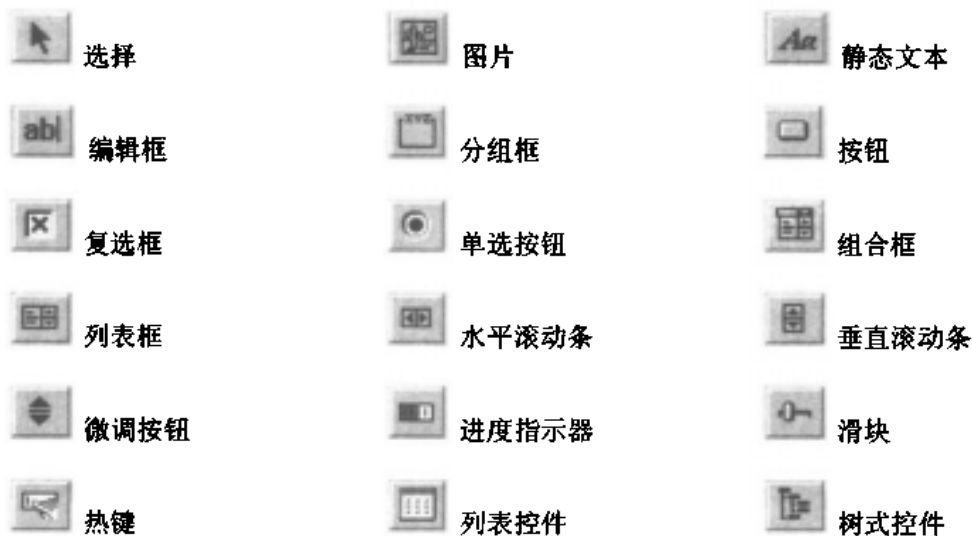 选择 图片 Aa 静态文本
ab 编辑框 XYZ 分组框 按钮
复选框 单选按钮 组合框
列表框 水平滚动条 垂直滚动条
微调按钮 进度指示器 滑块
热键 列表控件 树式控件